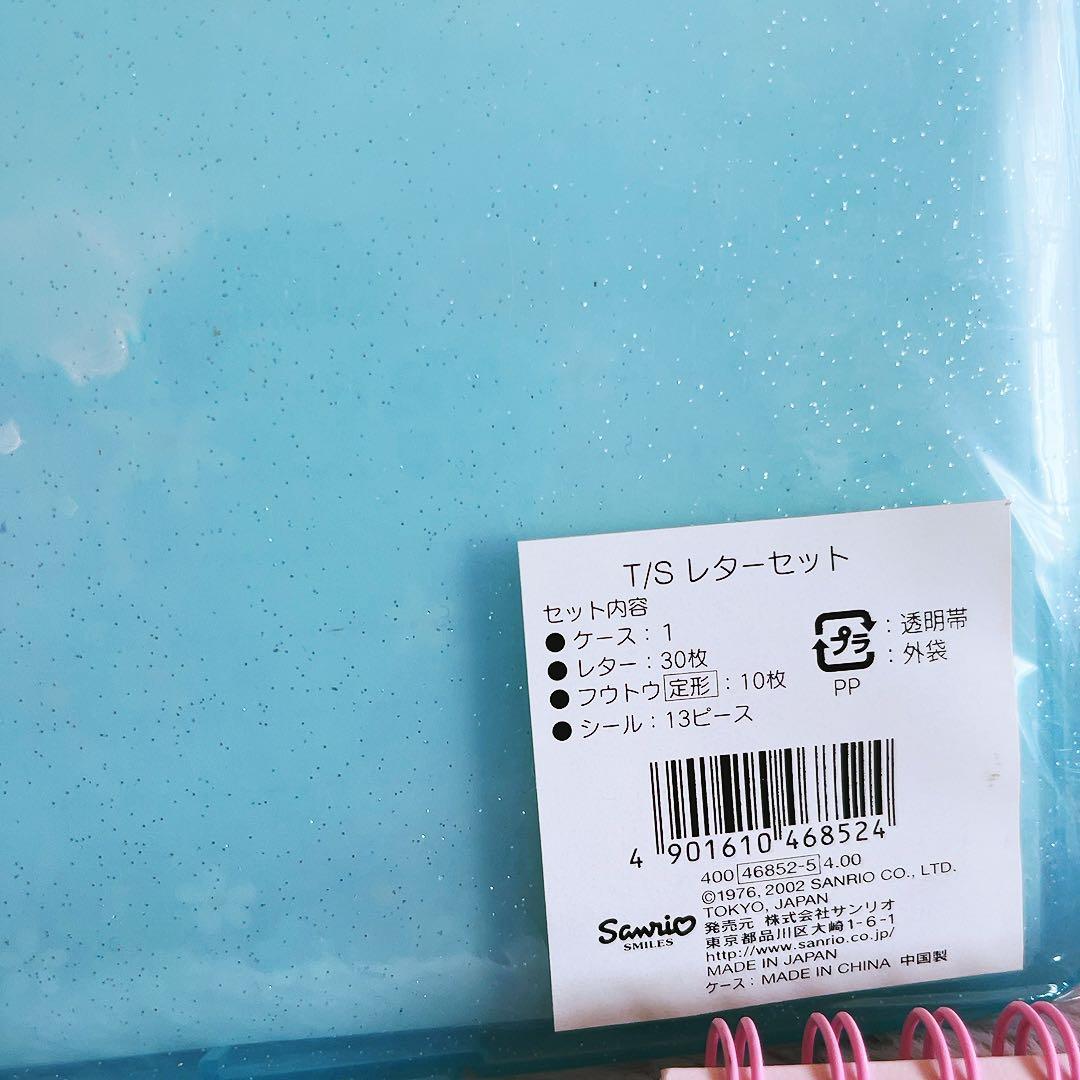 T/S レターセット
セット内容
● ケース：1
● レター：30枚
● フウトウ 定形：10枚
● シール：13ピース
プラ
：透明帯
：外袋
PP
4 901610 468524
400 46852-5 4.00
©1976, 2002 SANRIO CO., LTD.
TOKYO, JAPAN
Sanrio
SMILES
発売元 株式会社サンリオ
東京都品川区大崎1-6-1
http://www.sanrio.co.jp/
MADE IN JAPAN
ケース：MADE IN CHINA 中国製